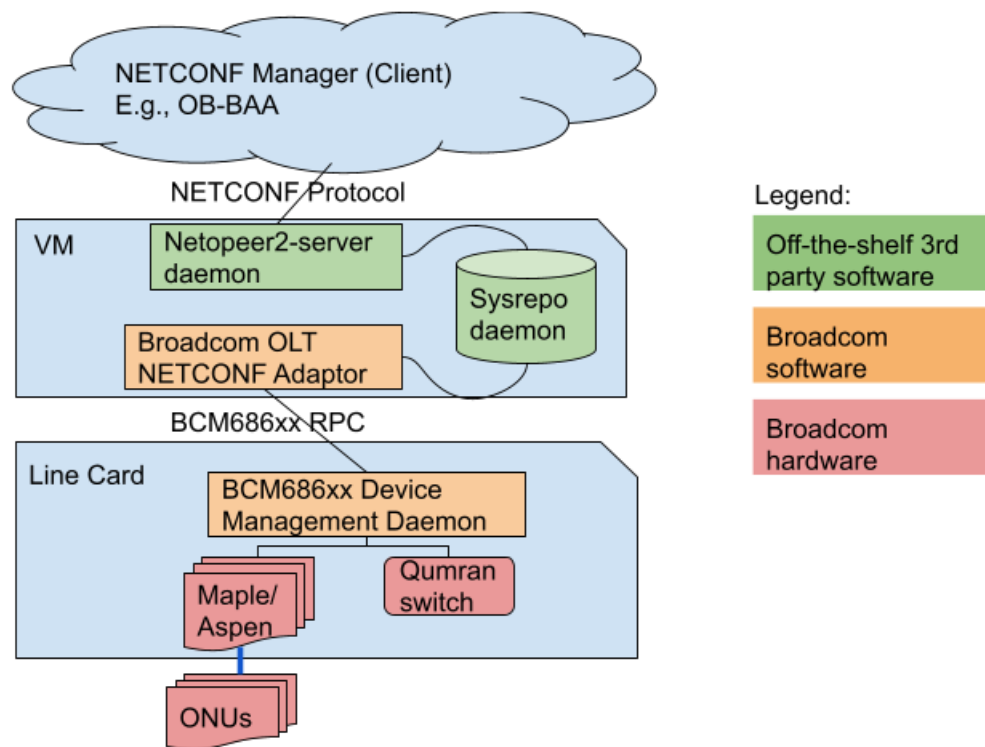 NETCONF Manager (Client)
E.g., OB-BAA
NETCONF Protocol
VM
Netopeer2-server
daemon
Sysrepo
daemon
Broadcom OLT
NETCONF Adaptor
BCM686xx RPC
Line Card
BCM686xx Device
Management Daemon
Maple/
Aspen
Qumran
switch
ONUs
Legend:
Off-the-shelf 3rd
party software
Broadcom
software
Broadcom
hardware